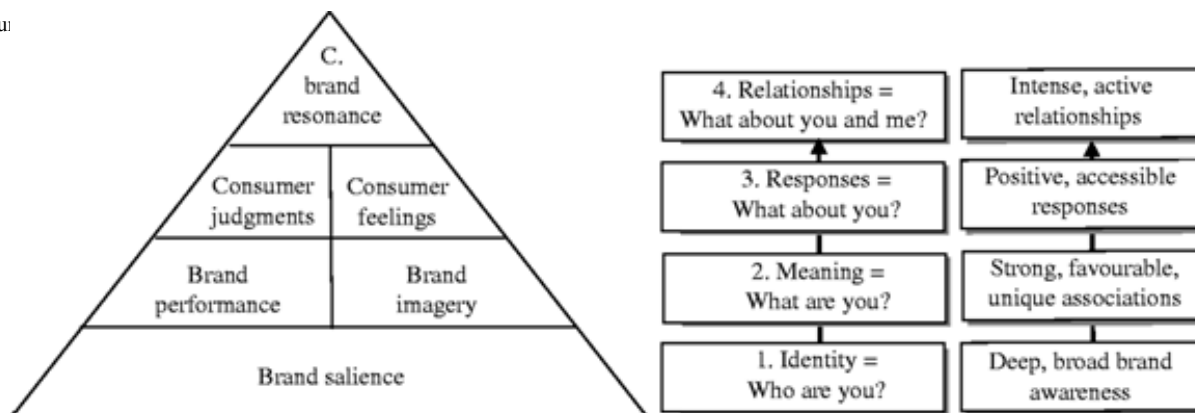 C.
brand
resonance
Consumer
judgments
Consumer
feelings
Brand
performance
Brand
imagery
Brand salience
4. Relationships =
What about you and me?
3. Responses =
What about you?
2. Meaning =
What are you?
1. Identity =
Who are you?
Intense, active
relationships
Positive, accessible
responses
Strong, favourable,
unique associations
Deep, broad brand
awareness